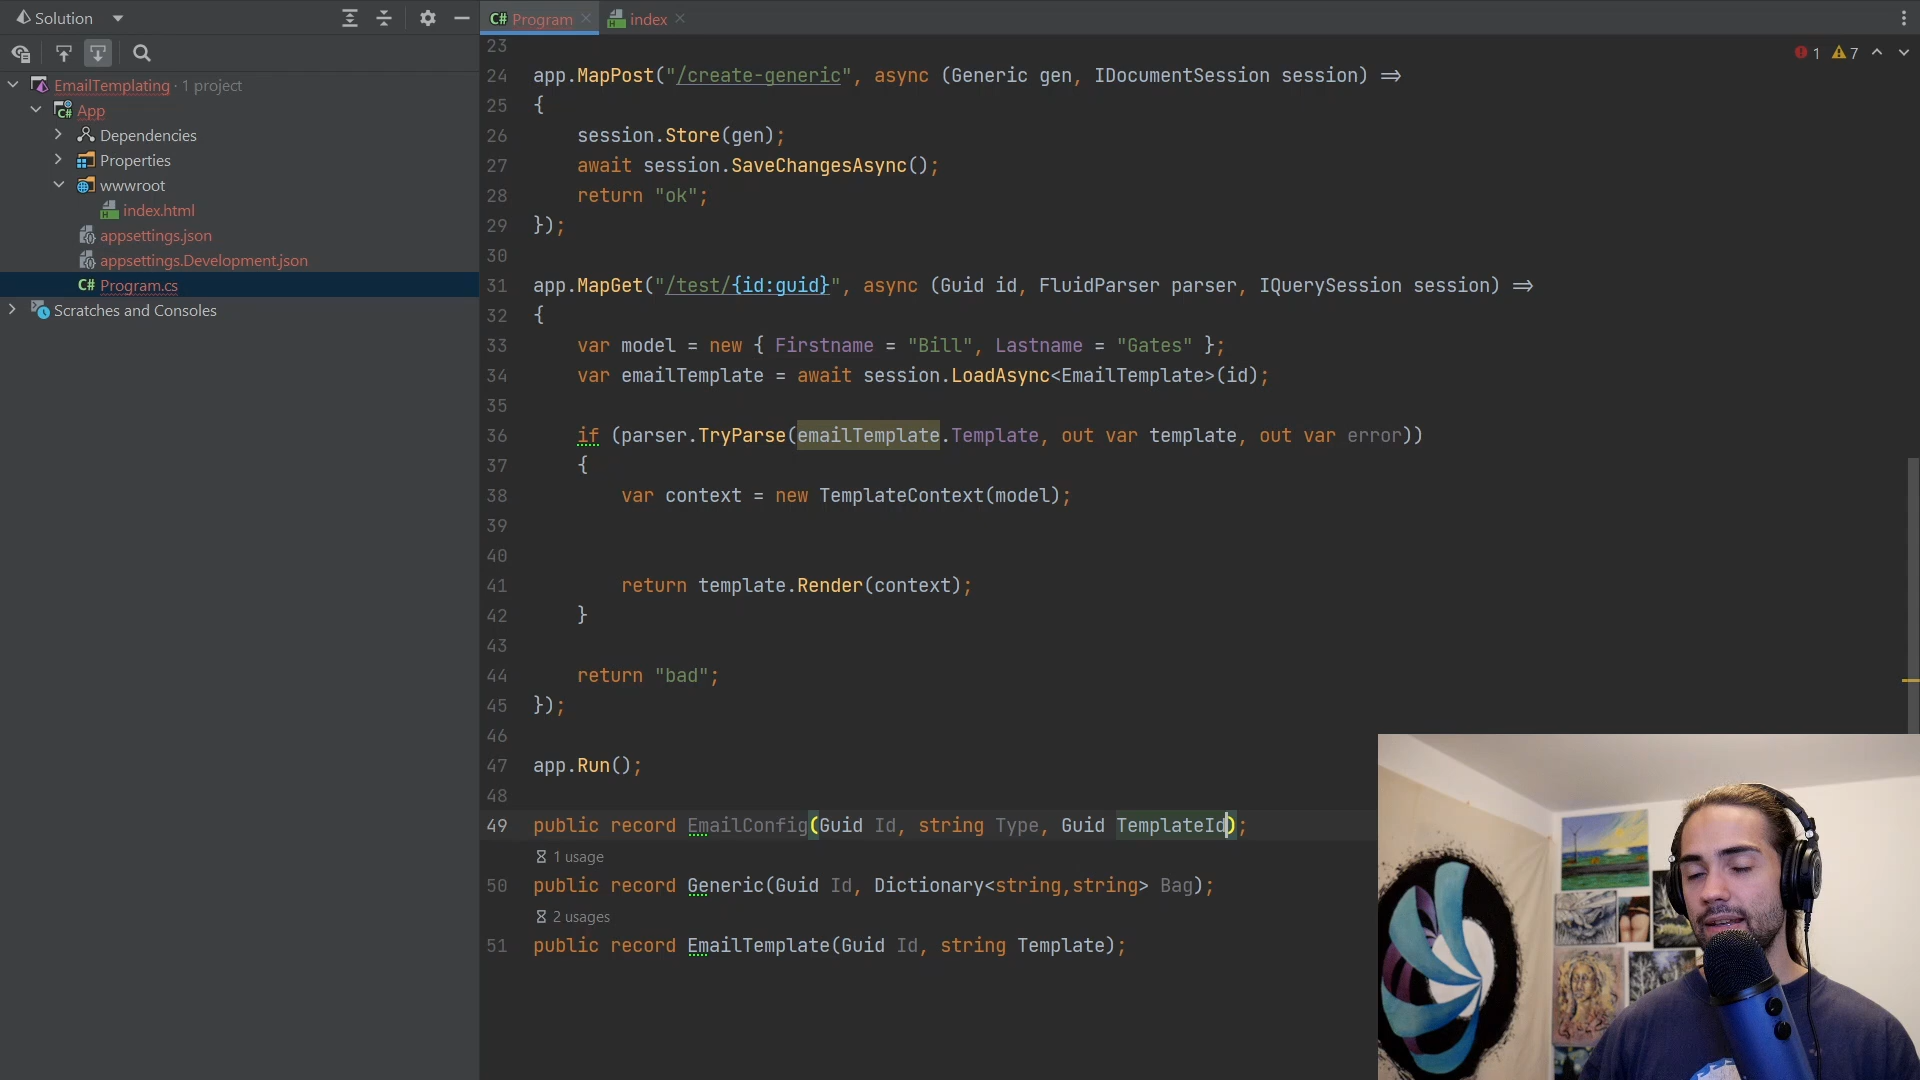 Solution
EmailTemplating · 1 project
App
Dependencies
Properties
wwwroot
index.html
appsettings.json
appsettings.Development.json
C# Program.cs
Scratches and Consoles
C# Program
index
1 7
23
24 app.MapPost("/create-generic", async (Generic gen, IDocumentSession session) =>
25 {
26 session.Store(gen);
27 await session.SaveChangesAsync();
28 return "ok";
29 });
30
31 app.MapGet("/test/{id:guid}", async (Guid id, FluidParser parser, IQuerySession session) =>
32 {
33 var model = new { Firstname = "Bill", Lastname = "Gates" };
34 var emailTemplate = await session.LoadAsync<EmailTemplate>(id);
35
36 if (parser.TryParse(emailTemplate.Template, out var template, out var error))
37 {
38 var context = new TemplateContext(model);
39
40
41 return template.Render(context);
42 }
43
44 return "bad";
45 });
46
47 app.Run();
48
49 public record EmailConfig(Guid Id, string Type, Guid TemplateId);
1 usage
50 public record Generic(Guid Id, Dictionary<string,string> Bag);
2 usages
51 public record EmailTemplate(Guid Id, string Template);